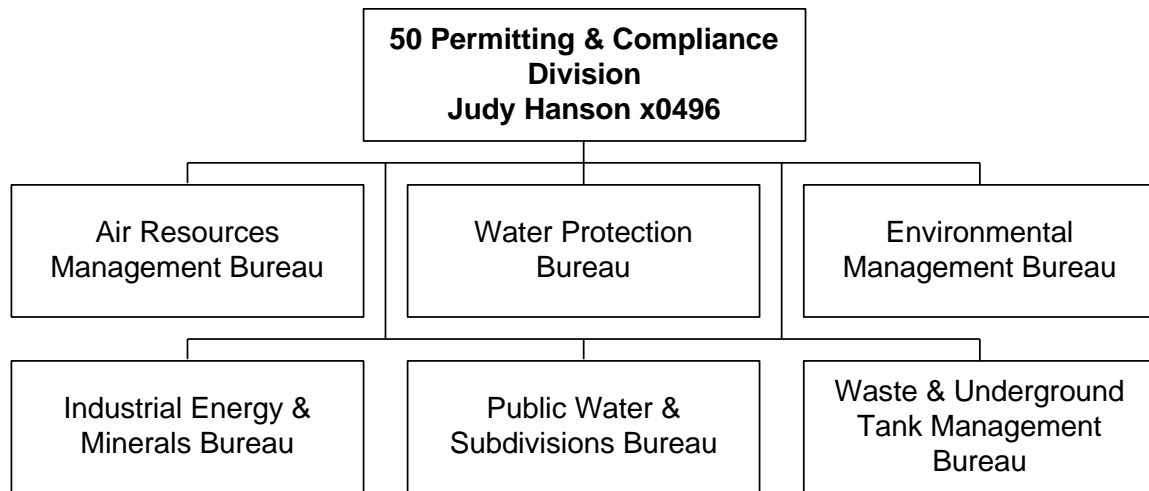 50 Permitting & Compliance
Division
Judy Hanson x0496
Air Resources
Management Bureau
Water Protection
Bureau
Environmental
Management Bureau
Industrial Energy &
Minerals Bureau
Public Water &
Subdivisions Bureau
Waste & Underground
Tank Management
Bureau